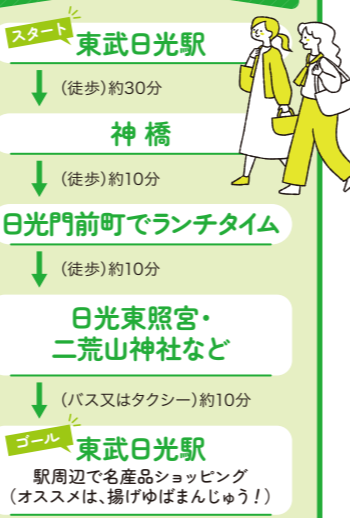 スタート
東武日光駅
(徒歩)約30分
神橋
(徒歩)約10分
日光門前町でランチタイム
(徒歩)約10分
日光東照宮・
二荒山神社など
(バス又はタクシー)約10分
ゴール
東武日光駅
駅周辺で名産品ショッピング
(オススメは、揚げゆばまんじゅう!)